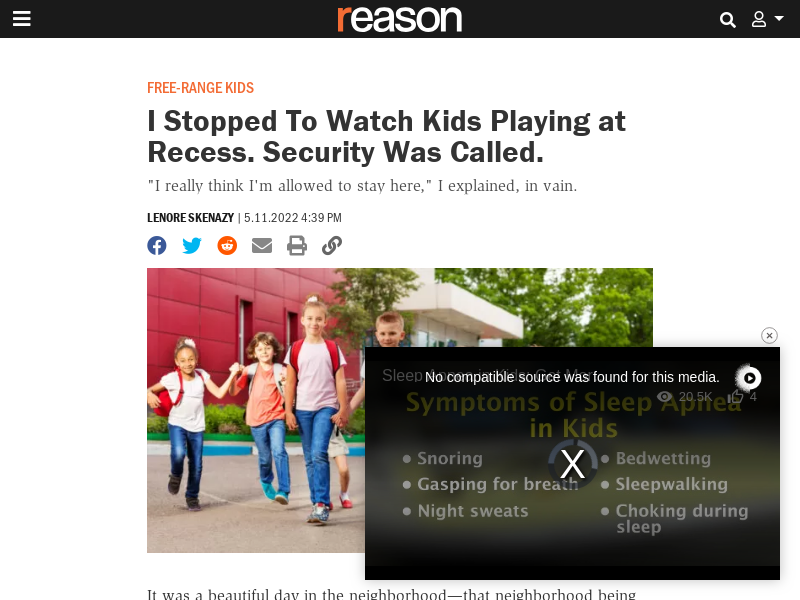 reason
FREE-RANGE KIDS
I Stopped To Watch Kids Playing at
Recess. Security Was Called.
"I really think I'm allowed to stay here," I explained, in vain.
LENORE SKENAZY | 5.11.2022 4:39 PM
No compatible source was found for this media.
20.5K 4
Symptoms of Sleep Apnea
in Kids
● Snoring
● Gasping for breath
● Night sweats
● Bedwetting
● Sleepwalking
● Choking during
sleep
X
It was a beautiful day in the neighborhood—that neighborhood being